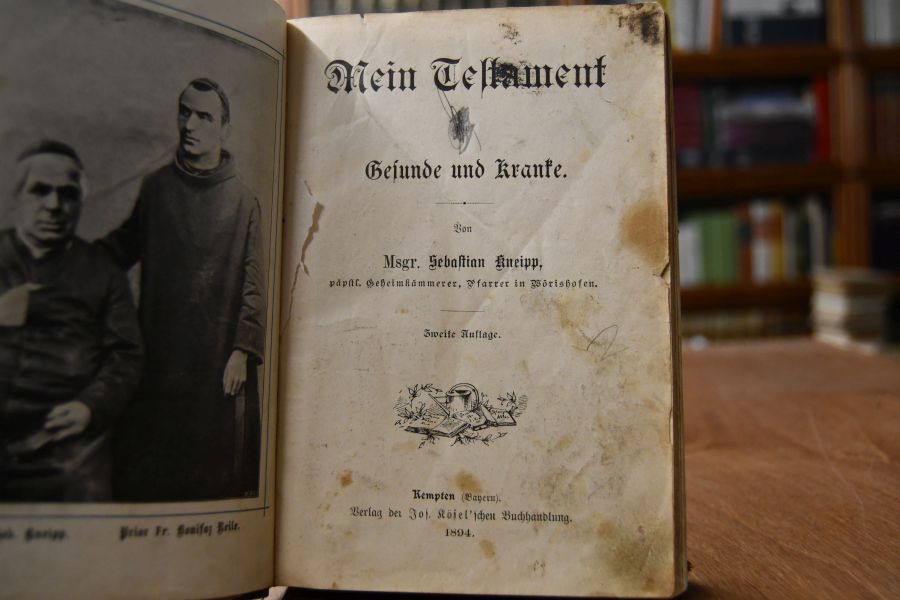 Kneipp.
Prior Fr. Bonifaz Reile.
Mein Testament
Gesunde und Kranke.
Von
Msgr. Sebastian Kneipp,
päpstl. Geheimkämmerer, Pfarrer in Wörishofen.
Zweite Auflage.
Kempten (Bayern).
Verlag der Jos. Kösel'schen Buchhandlung.
1894.